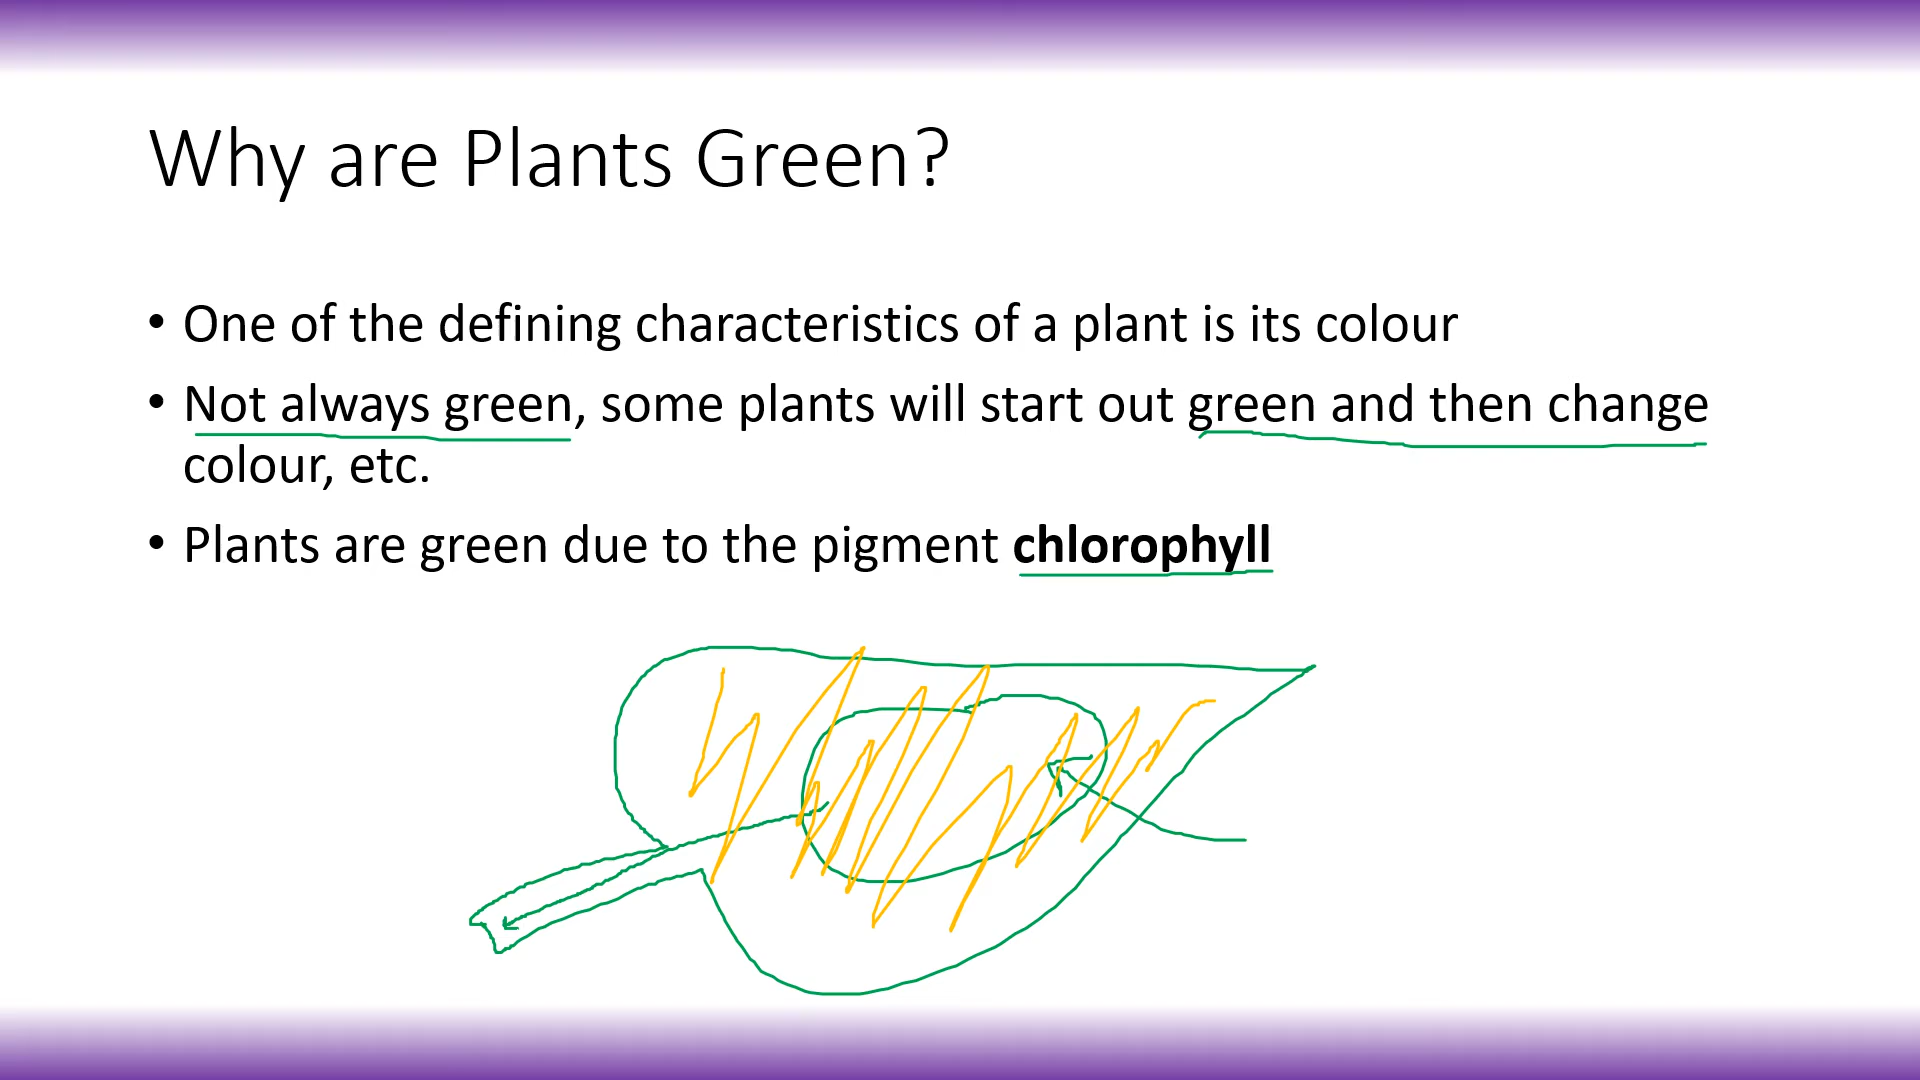 Why are Plants Green?
• One of the defining characteristics of a plant is its colour
• Not always green, some plants will start out green and then change
colour, etc.
• Plants are green due to the pigment chlorophyll